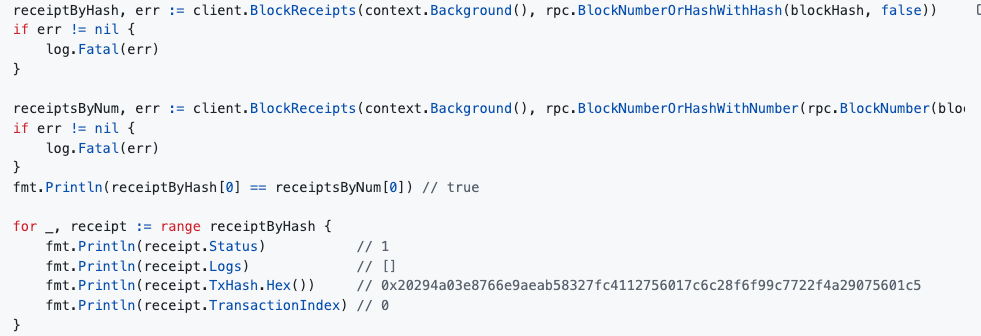 receiptByHash, err := client.BlockReceipts(context.Background(), rpc.BlockNumberOrHashWithHash(blockHash, false))
if err != nil {
    log.Fatal(err)
}

receiptsByNum, err := client.BlockReceipts(context.Background(), rpc.BlockNumberOrHashWithNumber(rpc.BlockNumber(bloc
if err != nil {
    log.Fatal(err)
}
fmt.Println(receiptByHash[0] == receiptsByNum[0]) // true

for _, receipt := range receiptByHash {
    fmt.Println(receipt.Status)           // 1
    fmt.Println(receipt.Logs)             // []
    fmt.Println(receipt.TxHash.Hex())     // 0x20294a03e8766e9aeab58327fc4112756017c6c28f6f99c7722f4a29075601c5
    fmt.Println(receipt.TransactionIndex) // 0
}